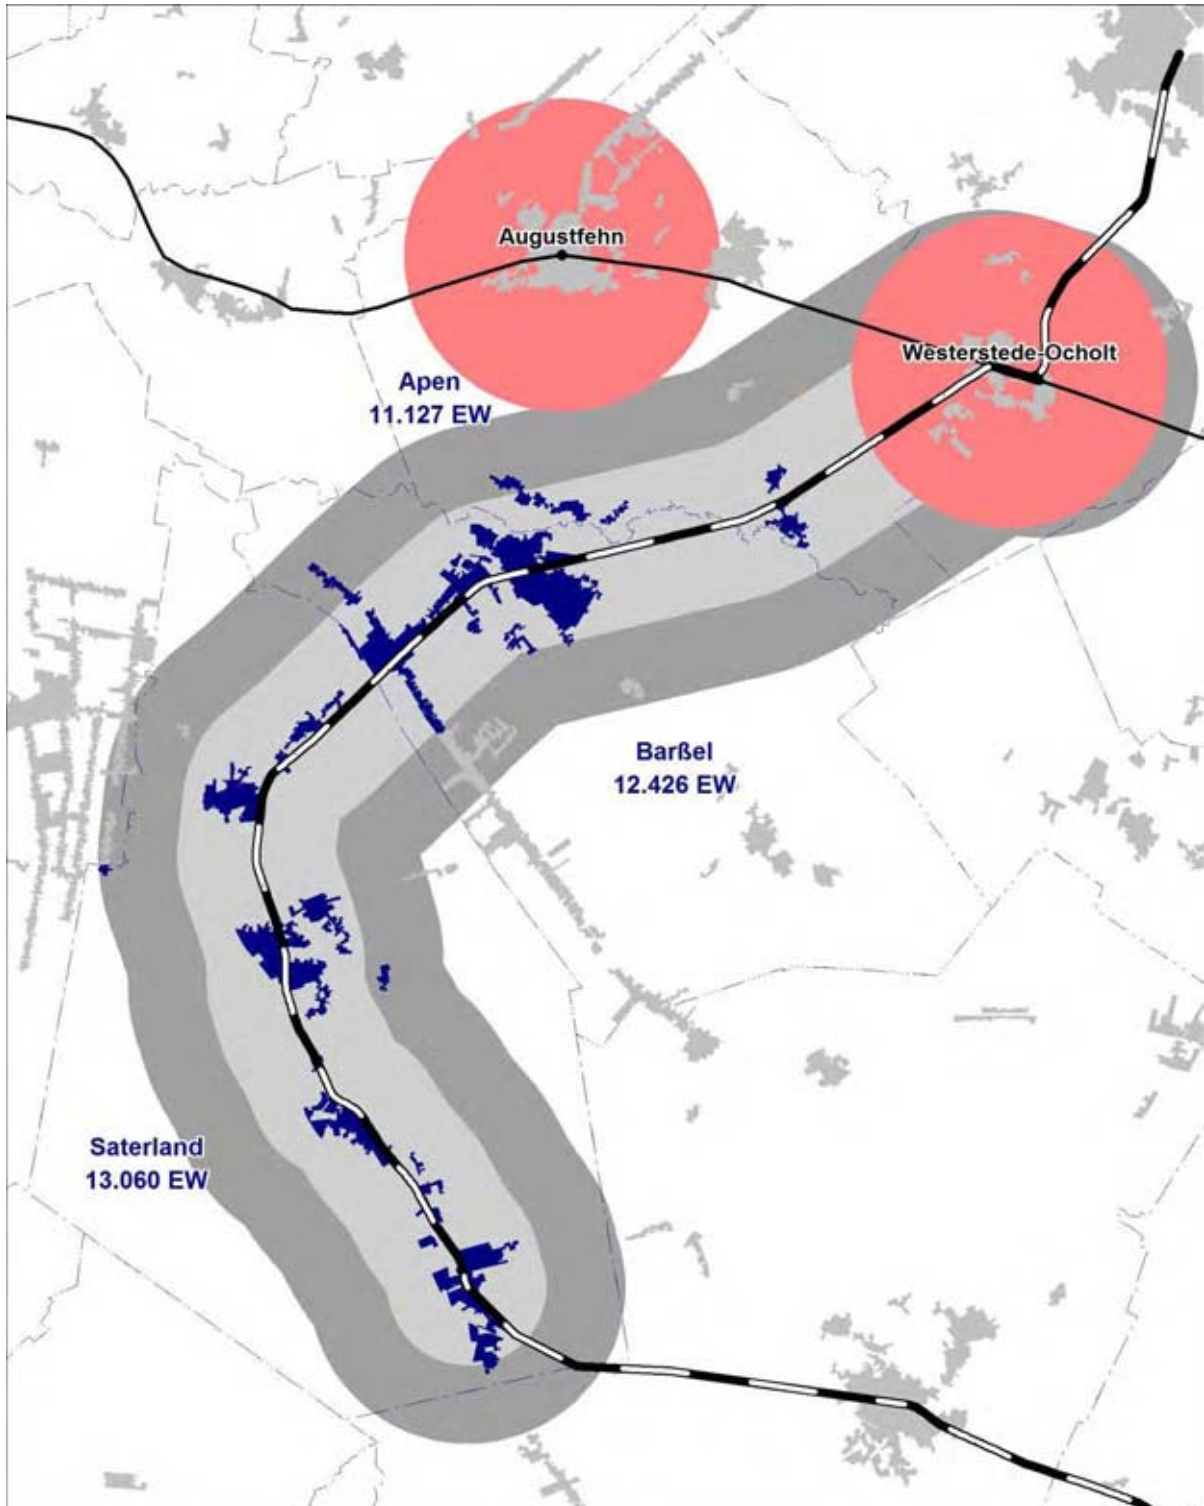 Augustfehn
Westerstede-Ocholt
Apen
11.127 EW
Barßel
12.426 EW
Saterland
13.060 EW